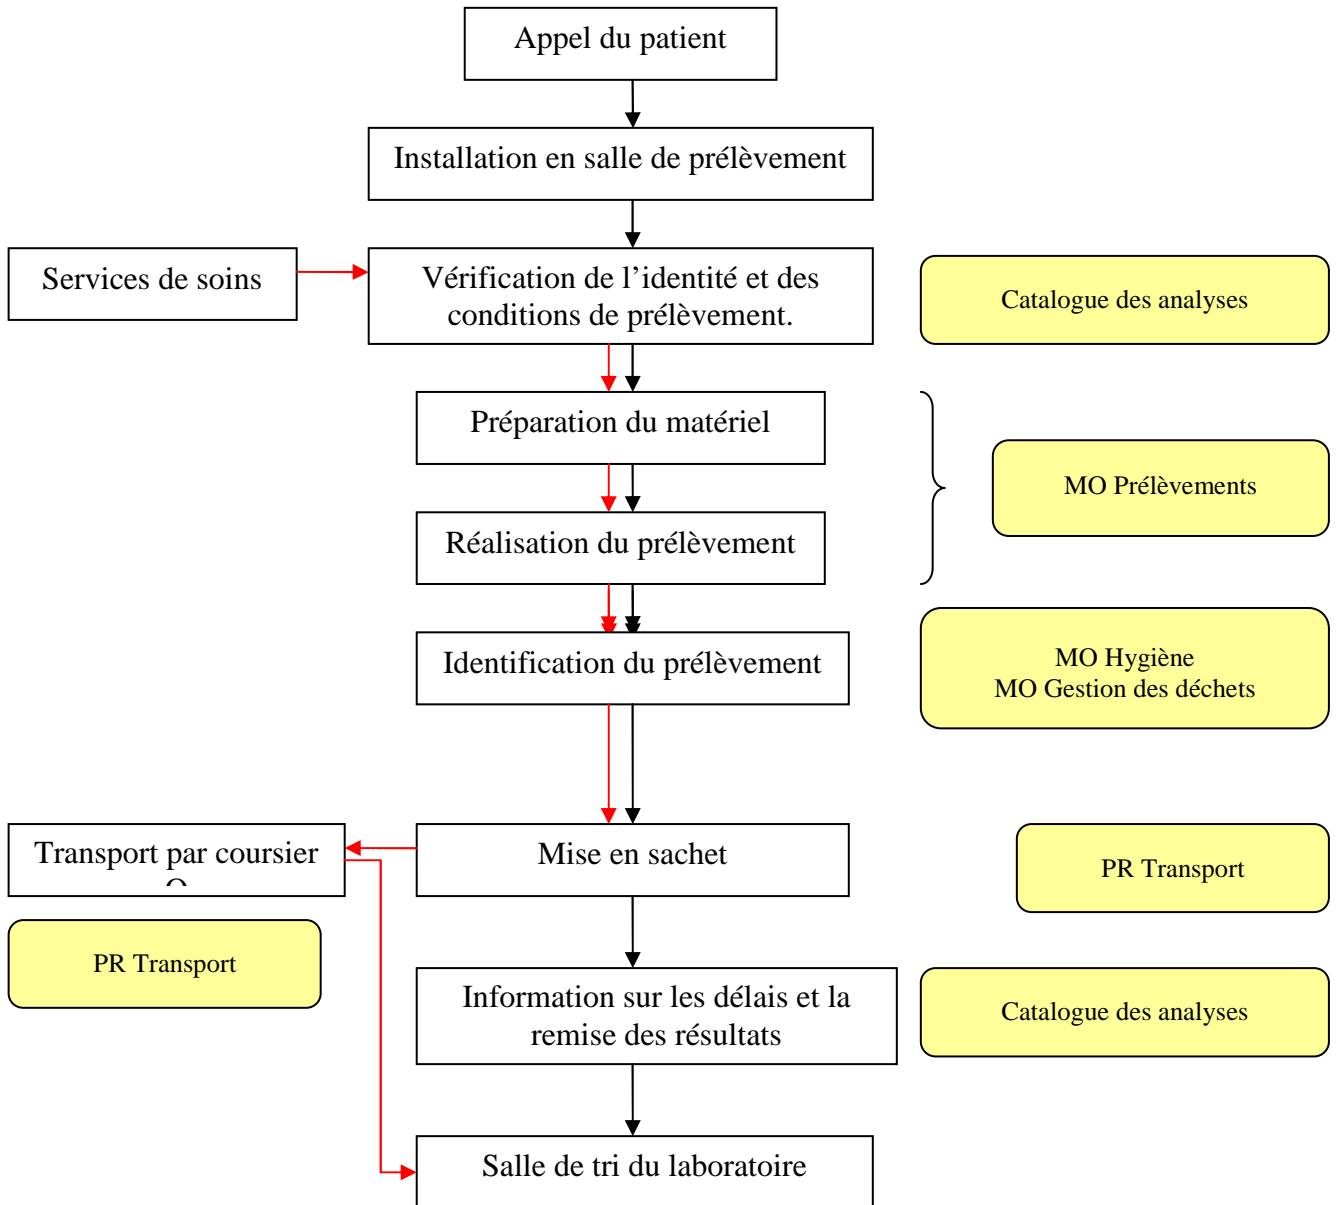 Appel du patient
Installation en salle de prélèvement
Services de soins
Vérification de l’identité et des
conditions de prélèvement.
Catalogue des analyses
Préparation du matériel
MO Prélèvements
Réalisation du prélèvement
Identification du prélèvement
MO Hygiène
MO Gestion des déchets
Transport par coursier
Mise en sachet
PR Transport
PR Transport
Information sur les délais et la
remise des résultats
Catalogue des analyses
Salle de tri du laboratoire